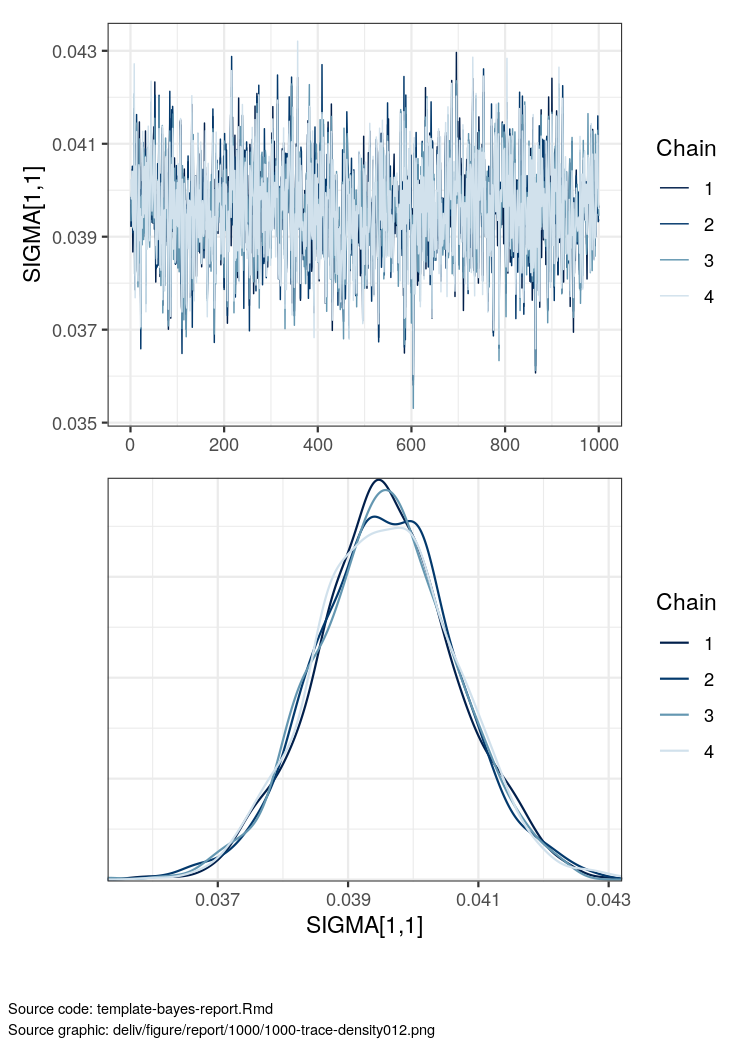 0.043
0.041
0.039
0.037
0.035
SIGMA[1,1]
0 200 400 600 800 1000
Chain
1
2
3
4
0.037 0.039 0.041 0.043
SIGMA[1,1]
Chain
1
2
3
4
Source code: template-bayes-report.Rmd
Source graphic: deliv/figure/report/1000/1000-trace-density012.png